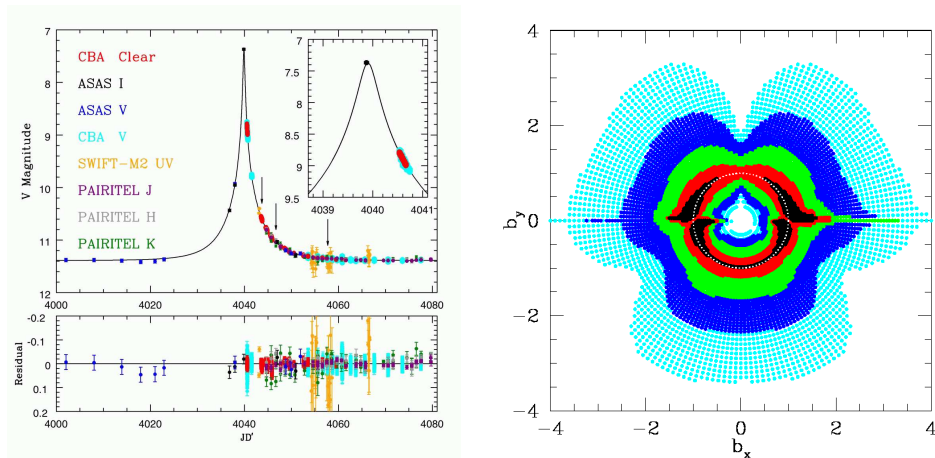 7
8
9
10
11
12
V Magnitude
CBA Clear
ASAS I
ASAS V
CBA V
SWIFT-M2 UV
PAIRITEL J
PAIRITEL H
PAIRITEL K
7.5
8
8.5
9
9.5
4039 4040 4041
4000 4020 4040 4060 4080
-0.2
-0.1
0
0.1
0.2
Residual
4000 4020 4040 4060 4080
JD'
4
2
0
−2
−4
b_y
−4 −2 0 2 4
b_x